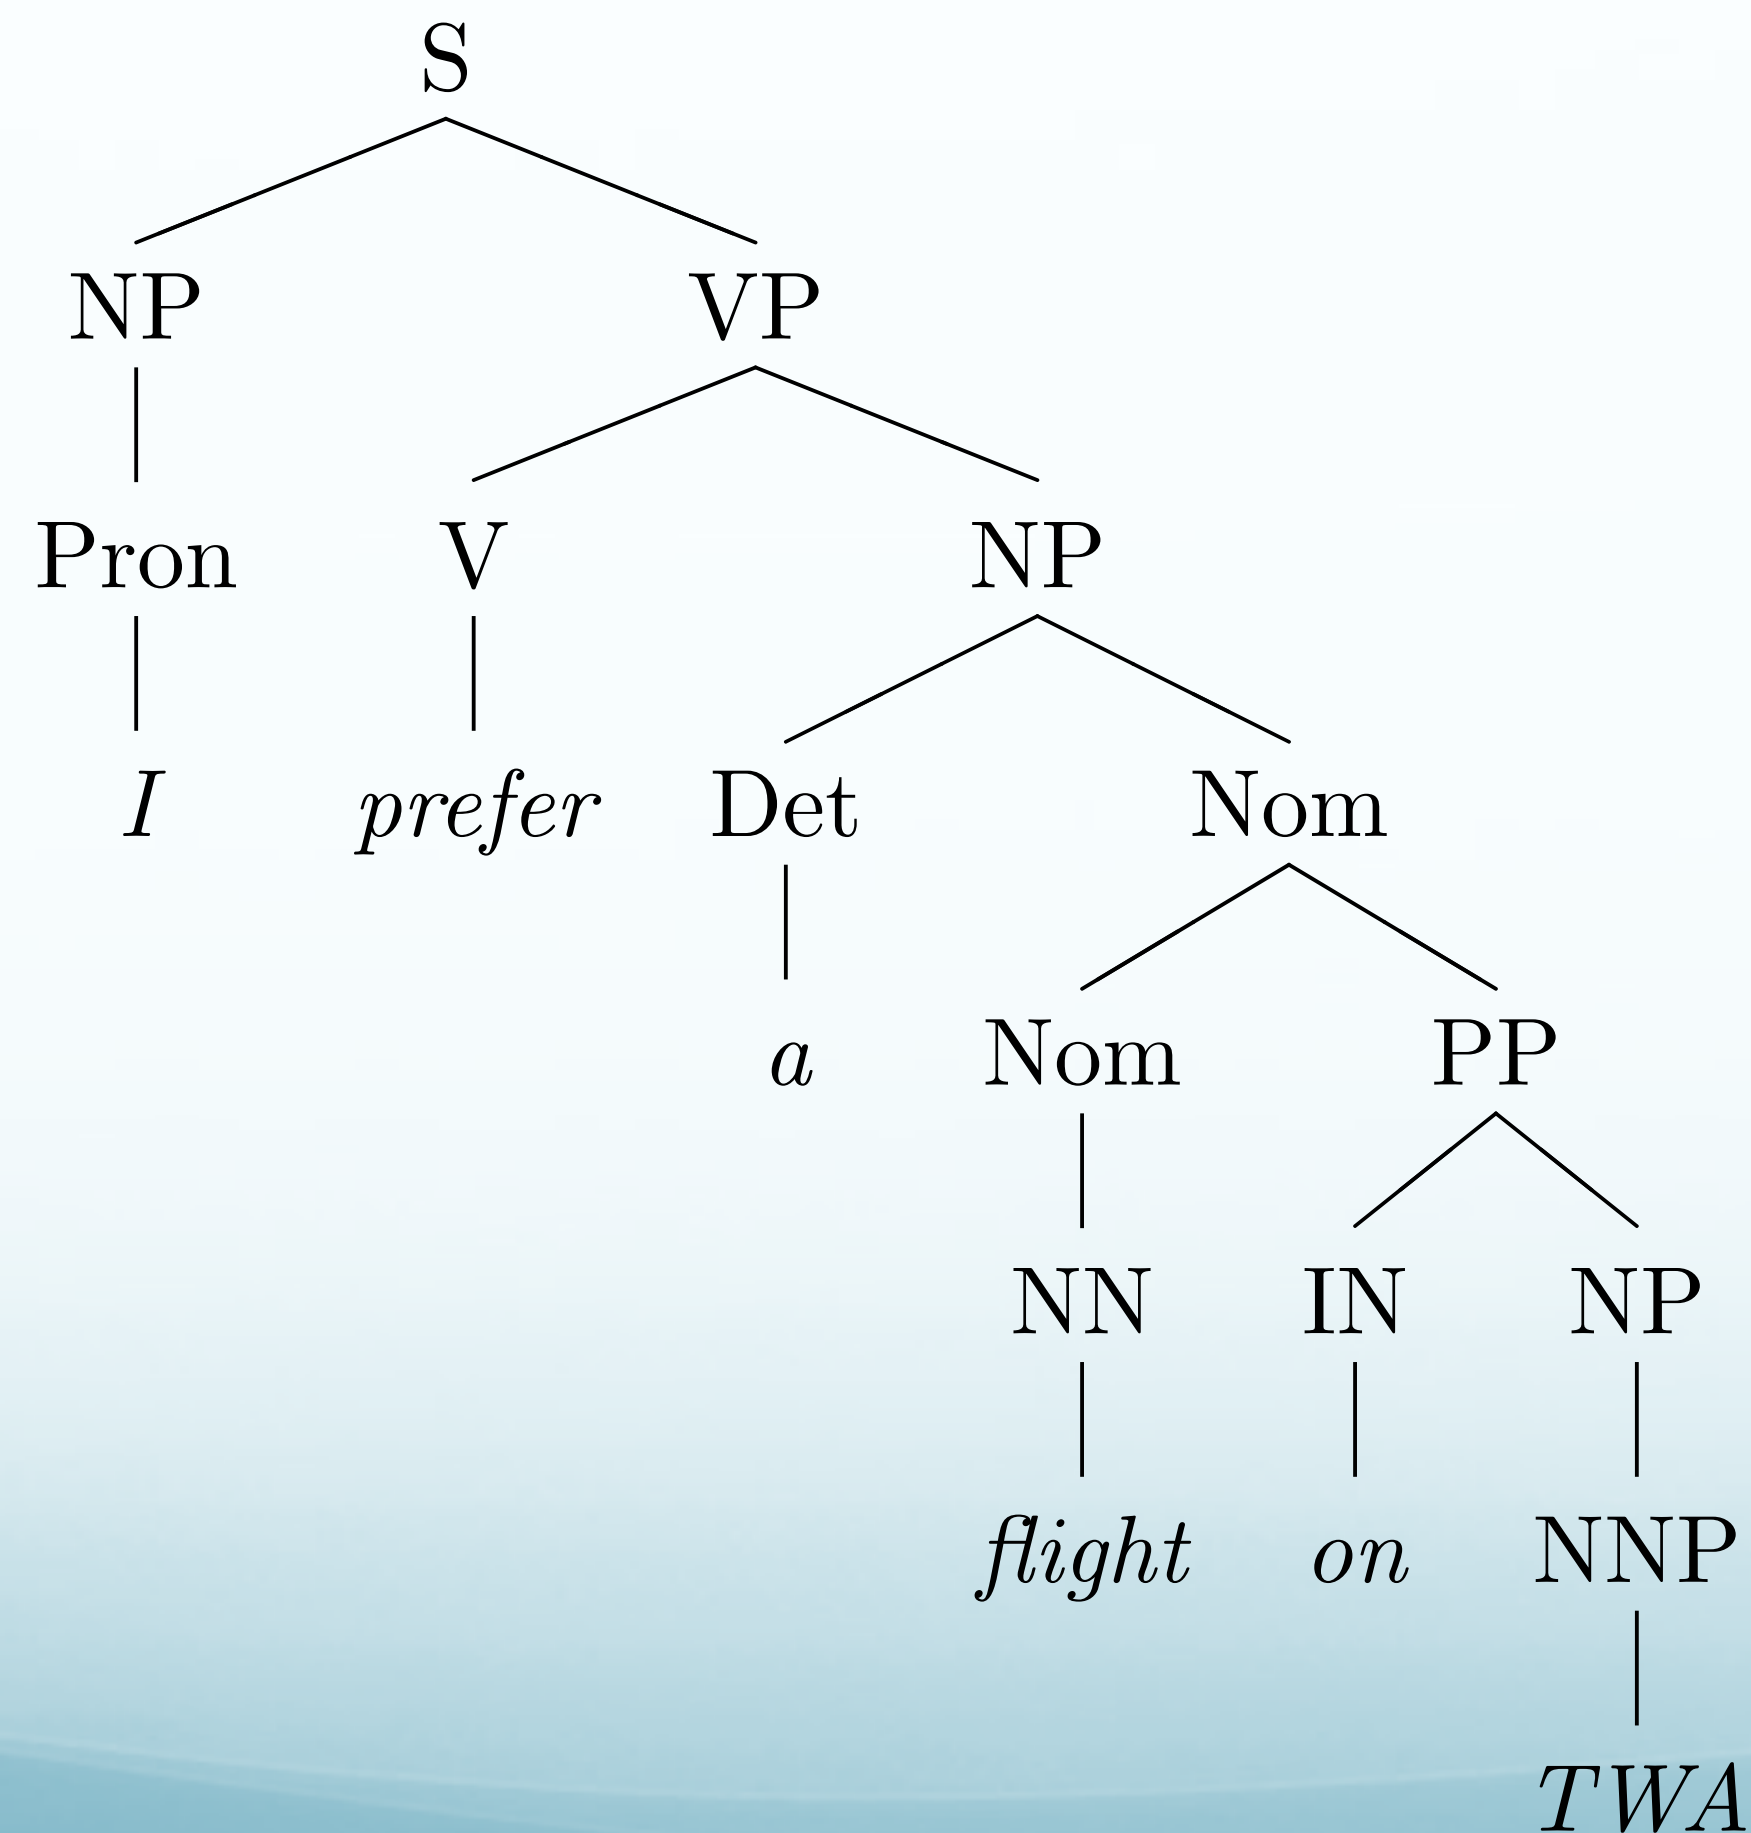 S
NP VP
Pron V NP
I prefer Det Nom
a Nom PP
NN IN NP
flight on NNP
TWA